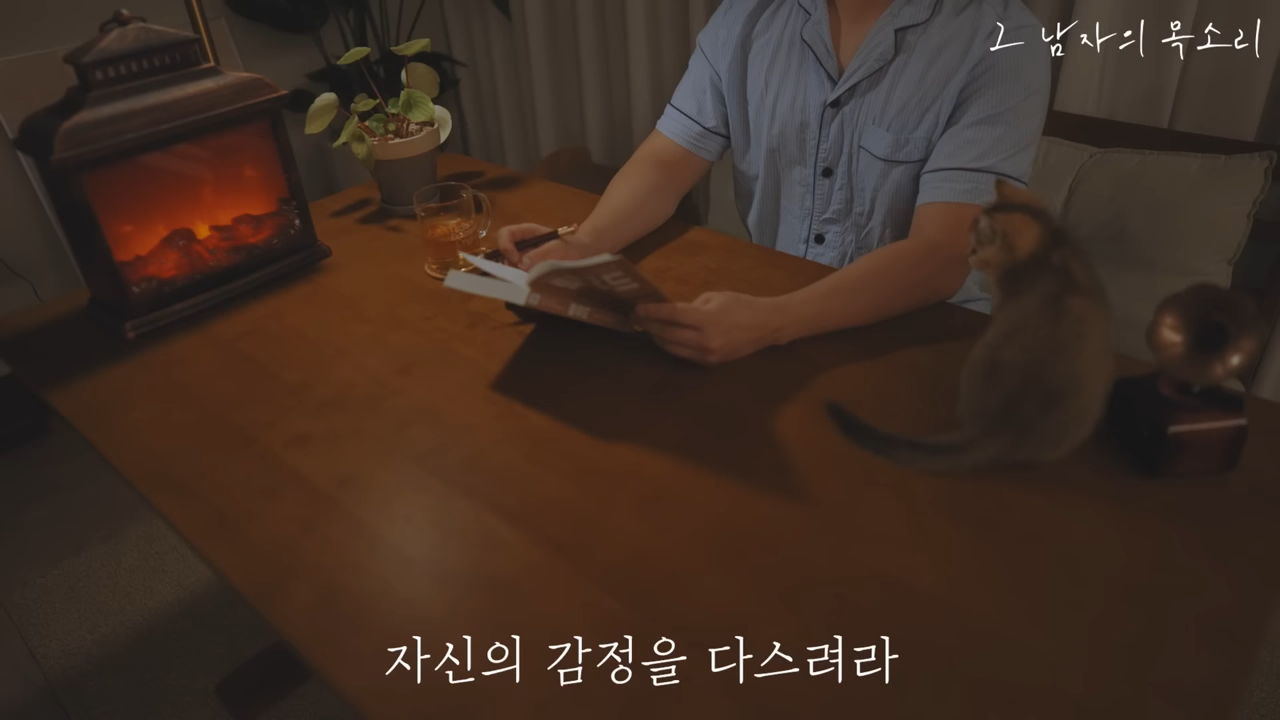 그 남자의 목소리
자신의 감정을 다스려라